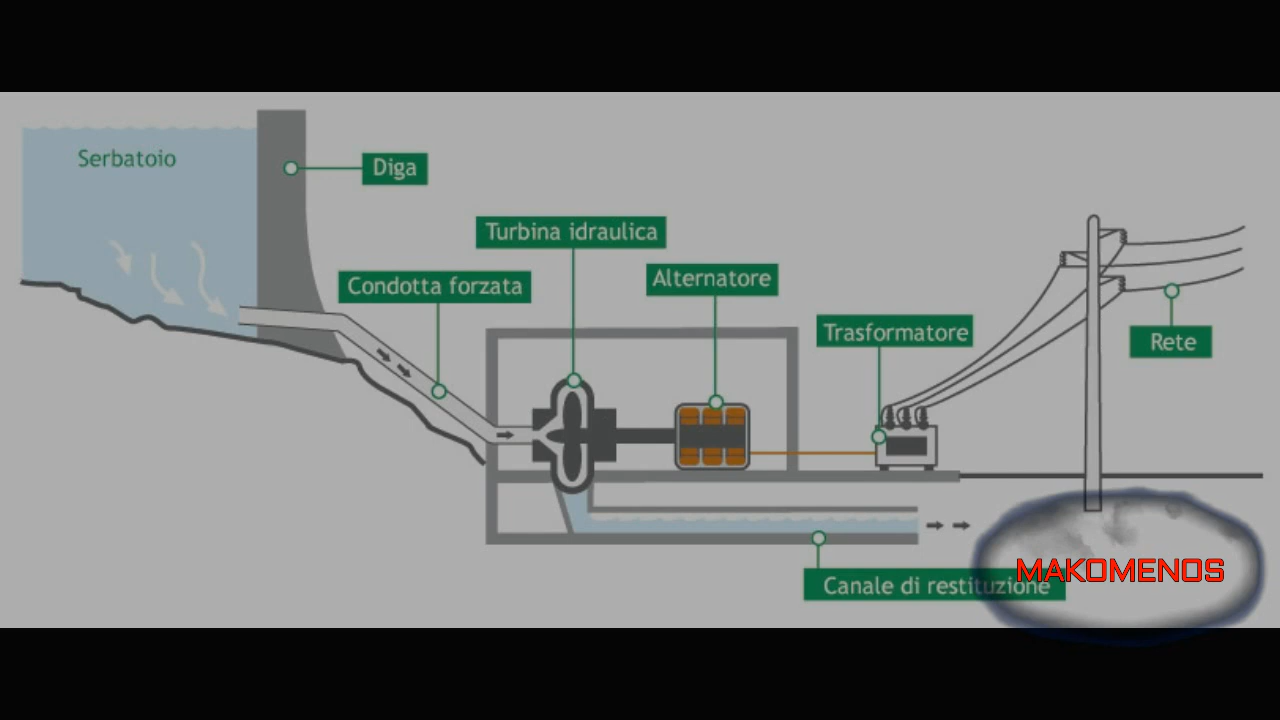 Serbatoio
Diga
Turbina idraulica
Condotta forzata
Alternatore
Trasformatore
Rete
MAKOMENOS
Canale di restituzione